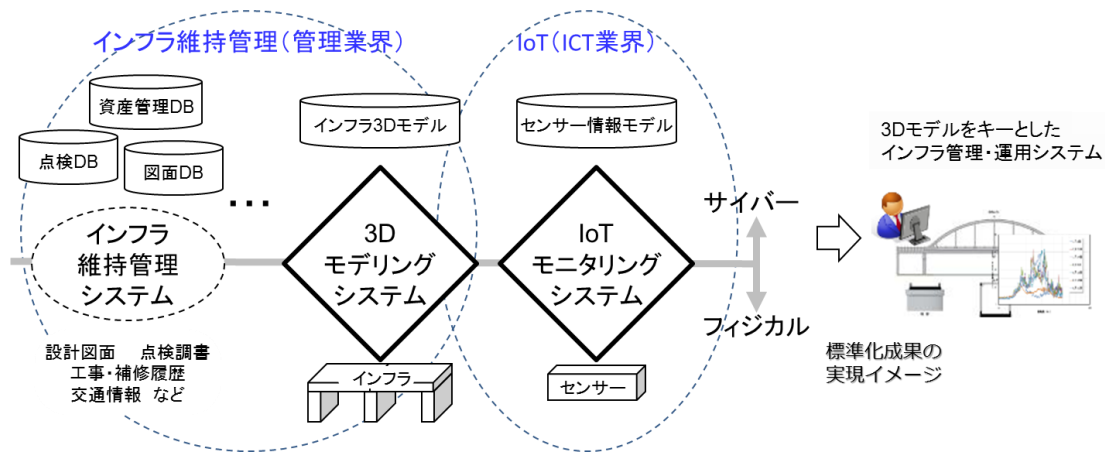 インフラ維持管理(管理業界)
IoT(ICT業界)
資産管理DB
点検DB
図面DB
・・・
インフラ3Dモデル
センサー情報モデル
インフラ
維持管理
システム
3D
モデリング
システム
IoT
モニタリング
システム
サイバー
フィジカル
設計図面 点検調書
工事・補修履歴
交通情報 など
インフラ
センサー
3Dモデルをキーとした
インフラ管理・運用システム
標準化成果の
実現イメージ